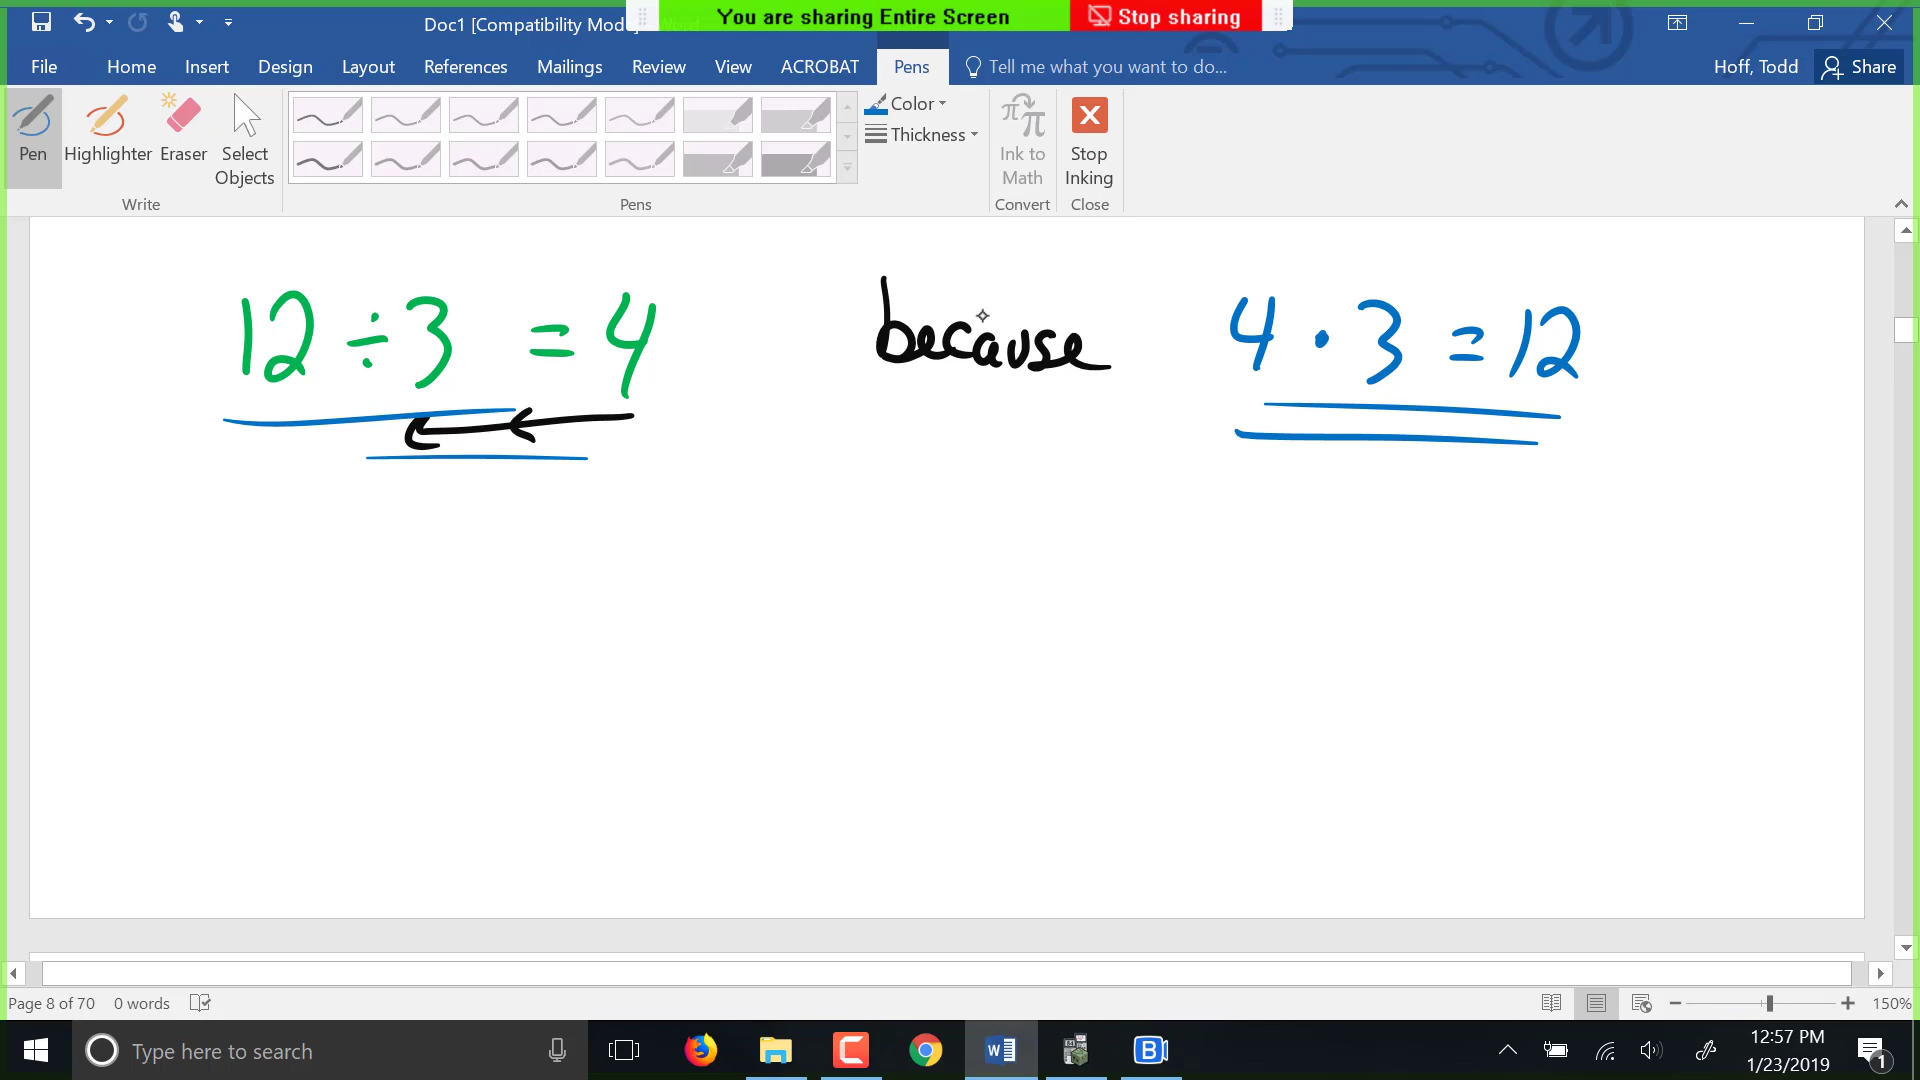 Doc1 [Compatibility Mod
You are sharing Entire Screen
Stop sharing
File Home Insert Design Layout References Mailings Review View ACROBAT Pens Tell me what you want to do... Hoff, Todd Share
Pen Highlighter Eraser Select Objects
Color
Thickness
Ink to Math
Stop Inking
Write Pens Convert Close
12 ÷ 3 = 4 because 4 · 3 = 12
Page 8 of 70 0 words 150%
Type here to search
12:57 PM
1/23/2019
1